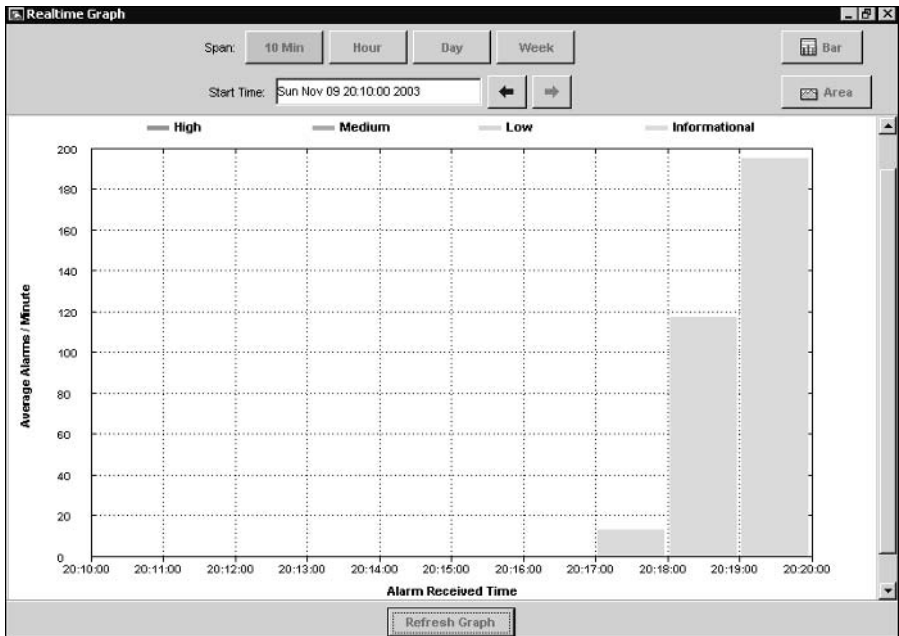 Realtime Graph
Span: 10 Min Hour Day Week Bar
Start Time: Sun Nov 09 20:10:00 2003 Area
High Medium Low Informational
200
180
160
140
120
100
80
60
40
20
0
Average Alarms / Minute
20:10:00 20:11:00 20:12:00 20:13:00 20:14:00 20:15:00 20:16:00 20:17:00 20:18:00 20:19:00 20:20:00
Alarm Received Time
Refresh Graph